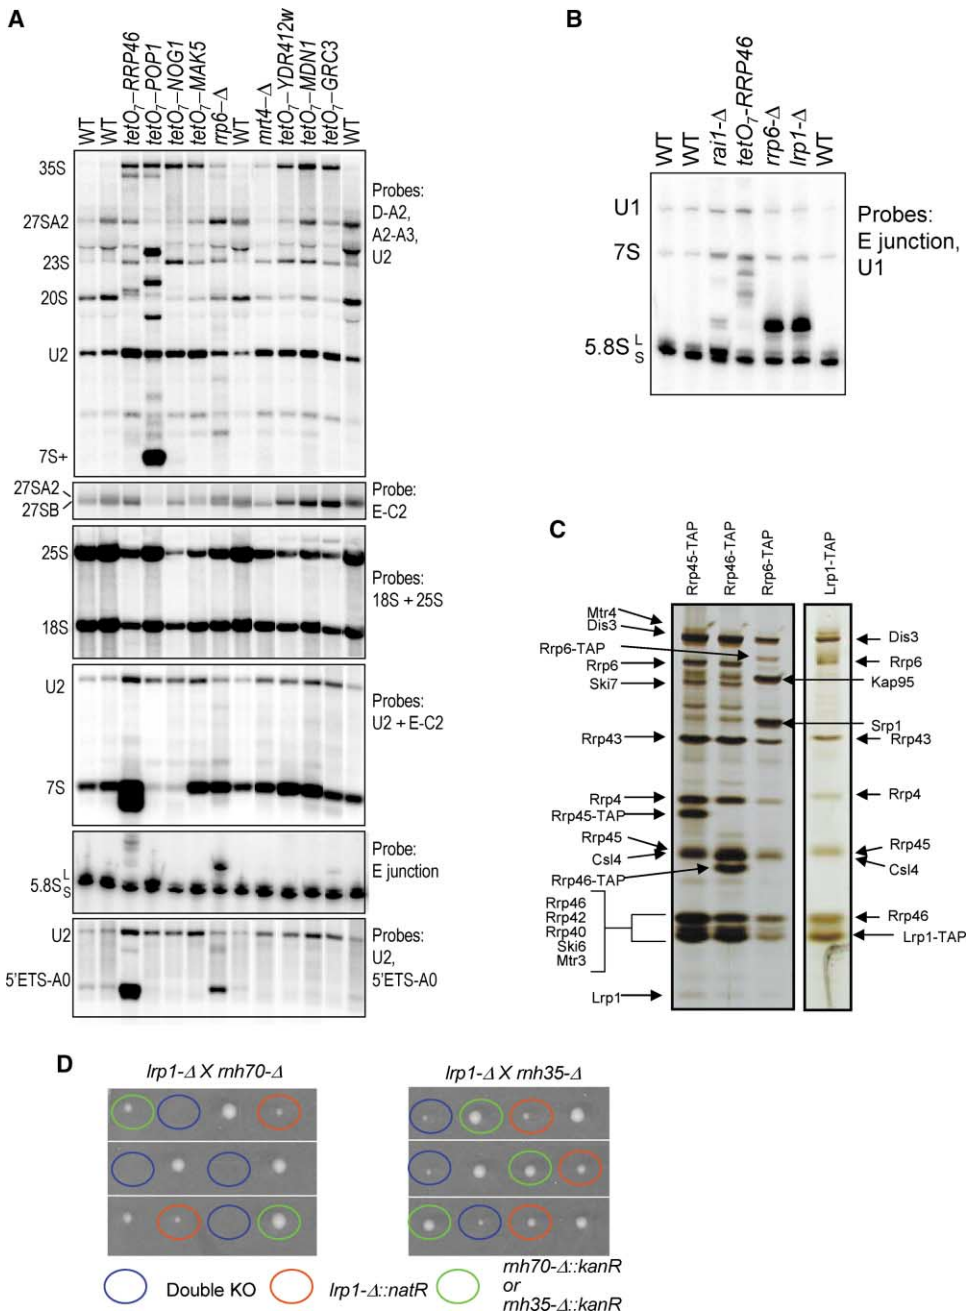 A
WT
WT
tetO7–RRP46
tetO7–POP1
tetO7–NOG1
tetO7–MAK5
rrp6–Δ
WT
mrt4–Δ
tetO7–YDR412w
tetO7–MDN1
tetO7–GRC3
WT
35S
27SA2
23S
20S
U2
7S+
Probes:
D-A2,
A2-A3,
U2
27SA2
27SB
Probe:
E-C2
25S
18S
Probes:
18S + 25S
U2
7S
Probes:
U2 + E-C2
5.8S L
S
Probe:
E junction
U2
5'ETS-A0
Probes:
U2,
5'ETS-A0
B
WT
WT
rai1-Δ
tetO7-RRP46
rrp6-Δ
lrp1-Δ
WT
U1
7S
5.8S L
S
Probes:
E junction,
U1
C
Rrp45-TAP
Rrp46-TAP
Rrp6-TAP
Lrp1-TAP
Mtr4
Dis3
Rrp6-TAP
Rrp6
Ski7
Rrp43
Rrp4
Rrp45-TAP
Rrp45
Csl4
Rrp46-TAP
Rrp46
Rrp42
Rrp40
Ski6
Mtr3
Lrp1
Dis3
Rrp6
Kap95
Srp1
Rrp43
Rrp4
Rrp45
Csl4
Rrp46
Lrp1-TAP
D
lrp1-Δ X rnh70-Δ
lrp1-Δ X rnh35-Δ
Double KO
lrp1-Δ::natR
rnh70-Δ::kanR
or
rnh35-Δ::kanR